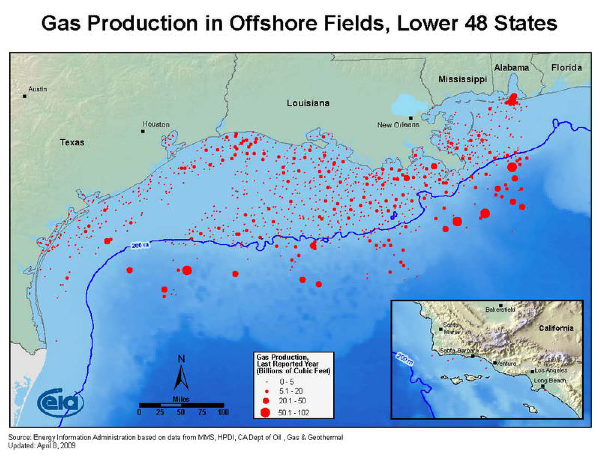 Gas Production in Offshore Fields, Lower 48 States
Alabama
Florida
Mississippi
Austin
Louisiana
Houston
New Orleans
Texas
200 m
Bakersfield
California
Santa Maria
Santa Barbara
Ventura
Los Angeles
Long Beach
200 m
Gas Production,
Last Reported Year
(Billions of Cubic Feet)
0 - 5
5.1 - 20
20.1 - 50
50.1 - 102
N
Miles
0 25 50 100
eia
Source: Energy Information Administration based on data from MMS, HPDI, CA Dept of Oil, Gas & Geothermal
Updated: April 8, 2009